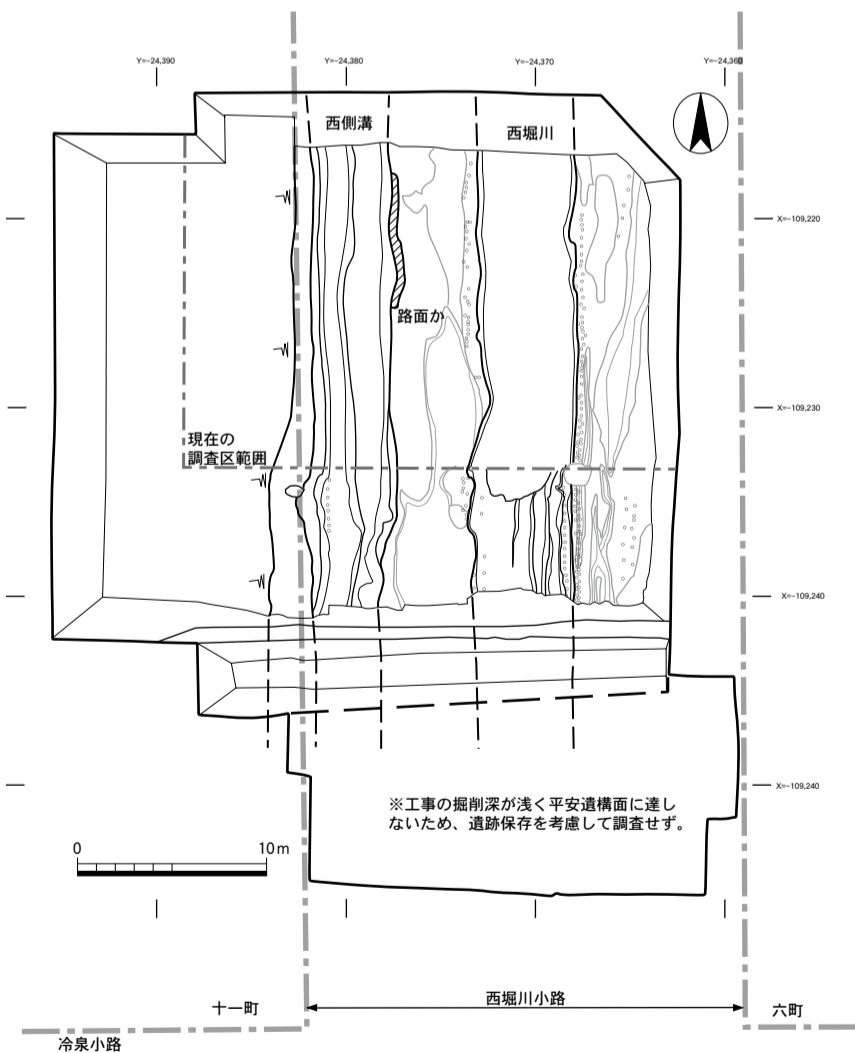 Y=-24,390
Y=-24,380
Y=-24,370
Y=-24,360
西側溝
西堀川
X=-109,220
路面か
X=-109,230
現在の
調査区範囲
X=-109,240
X=-109,240
※工事の掘削深が浅く平安遺構面に達し
ないため、遺跡保存を考慮して調査せず。
0
10m
十一町
西堀川小路
六町
冷泉小路